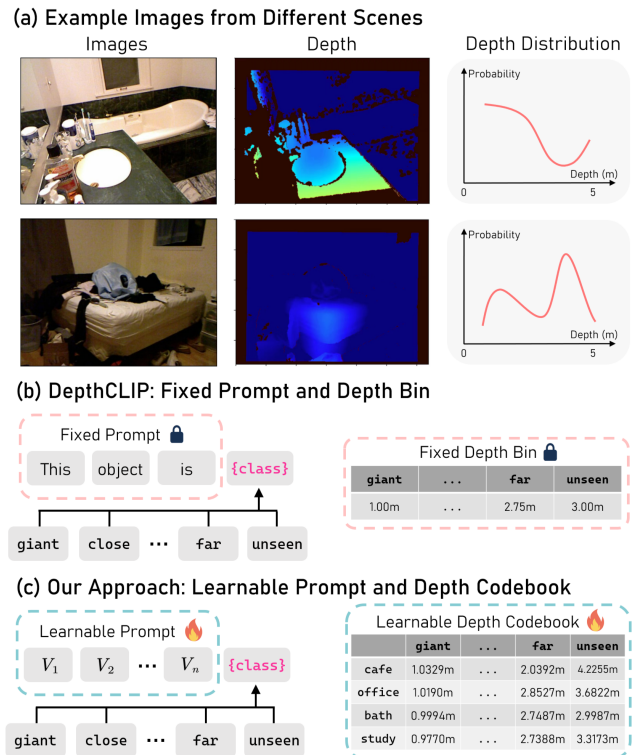 (a) Example Images from Different Scenes
Images Depth Depth Distribution
Probability
Depth (m)
0 5
Probability
Depth (m)
0 5
(b) DepthCLIP: Fixed Prompt and Depth Bin
Fixed Prompt
This object is {class}
giant close ... far unseen
Fixed Depth Bin
giant ... far unseen
1.00m ... 2.75m 3.00m
(c) Our Approach: Learnable Prompt and Depth Codebook
Learnable Prompt
V1 V2 ... Vn {class}
giant close ... far unseen
Learnable Depth Codebook
giant ... far unseen
cafe 1.0329m ... 2.0392m 4.2255m
office 1.0190m ... 2.8527m 3.6822m
bath 0.9994m ... 2.7487m 2.9987m
study 0.9770m ... 2.7388m 3.3173m